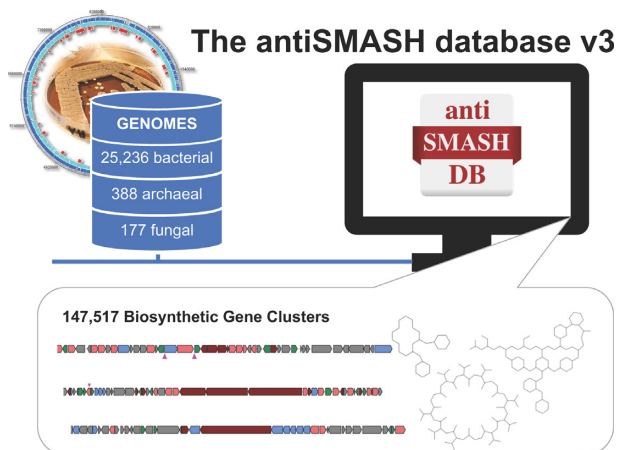 The antiSMASH database v3
GENOMES
25,236 bacterial
388 archaeal
177 fungal
anti
SMASH
DB
147,517 Biosynthetic Gene Clusters